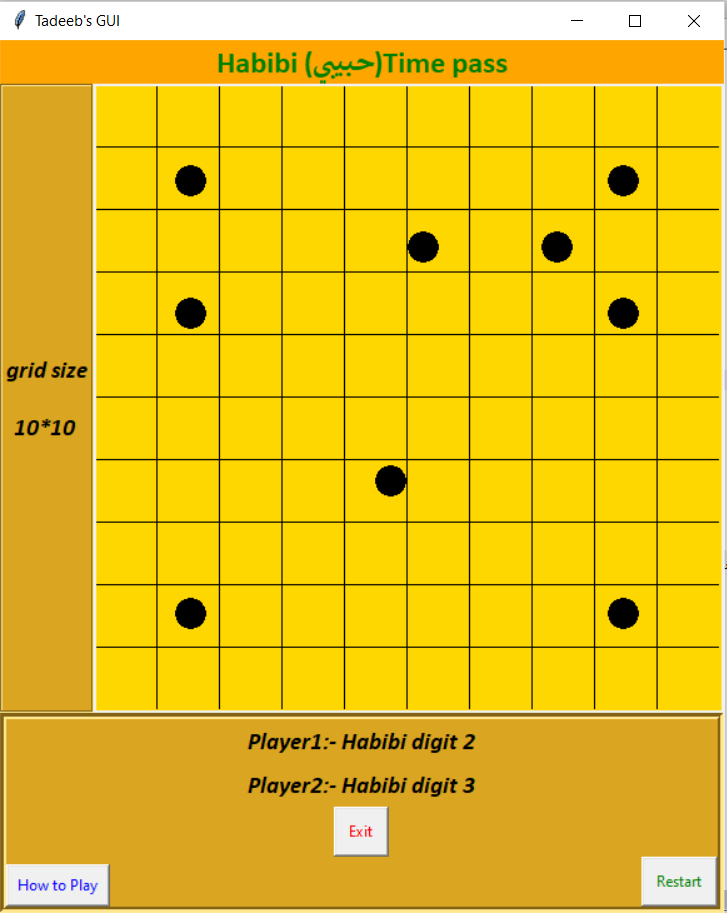 Tadeeb's GUI
Habibi (حبيبي)Time pass
grid size
10*10
Player1:- Habibi digit 2
Player2:- Habibi digit 3
Exit
How to Play
Restart